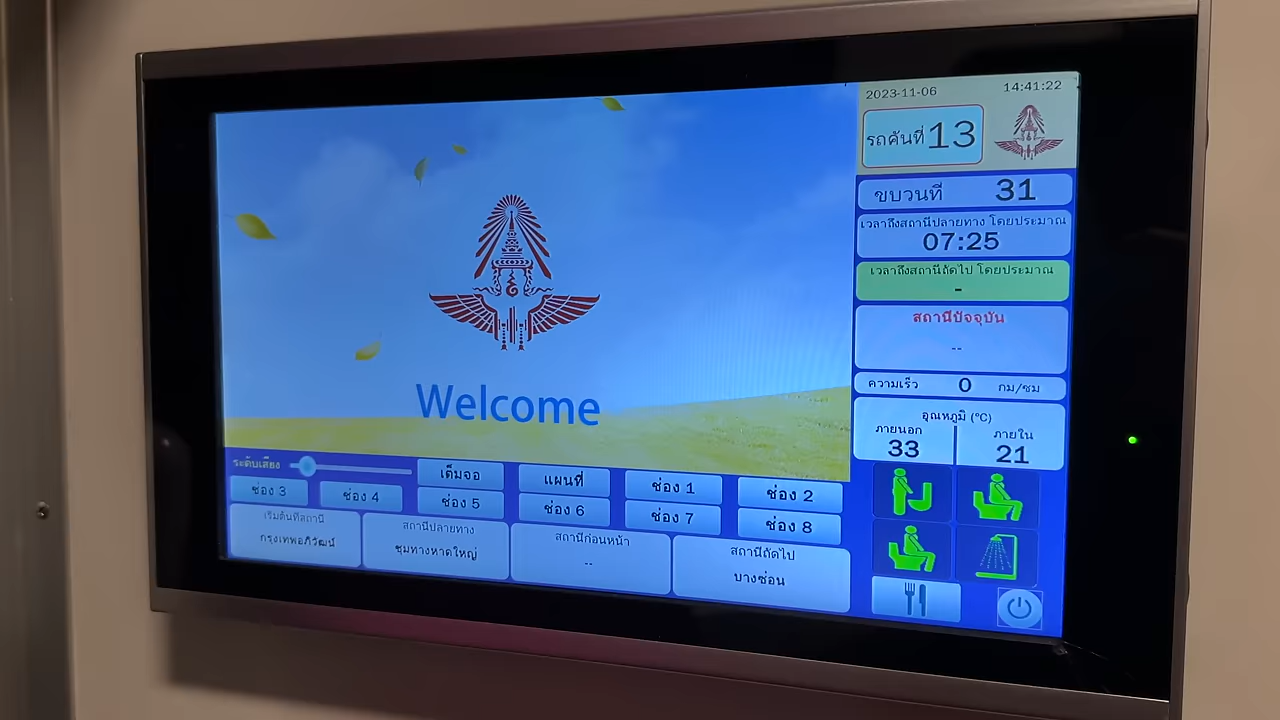 2023-11-06 14:41:22
รถคันที่ 13
ขบวนที่ 31
เวลาถึงสถานีปลายทาง โดยประมาณ
07:25
เวลาถึงสถานีถัดไป โดยประมาณ
-
สถานีปัจจุบัน
--
ความเร็ว 0 กม/ชม
อุณหภูมิ (°C)
ภายนอก ภายใน
33 21
Welcome
ระดับเสียง เต็มจอ แผนที่ ช่อง 1 ช่อง 2
ช่อง 3 ช่อง 4 ช่อง 5 ช่อง 6 ช่อง 7 ช่อง 8
เริ่มต้นที่สถานี สถานีปลายทาง สถานีก่อนหน้า สถานีถัดไป
กรุงเทพอภิวัฒน์ ชุมทางหาดใหญ่ -- บางซ่อน